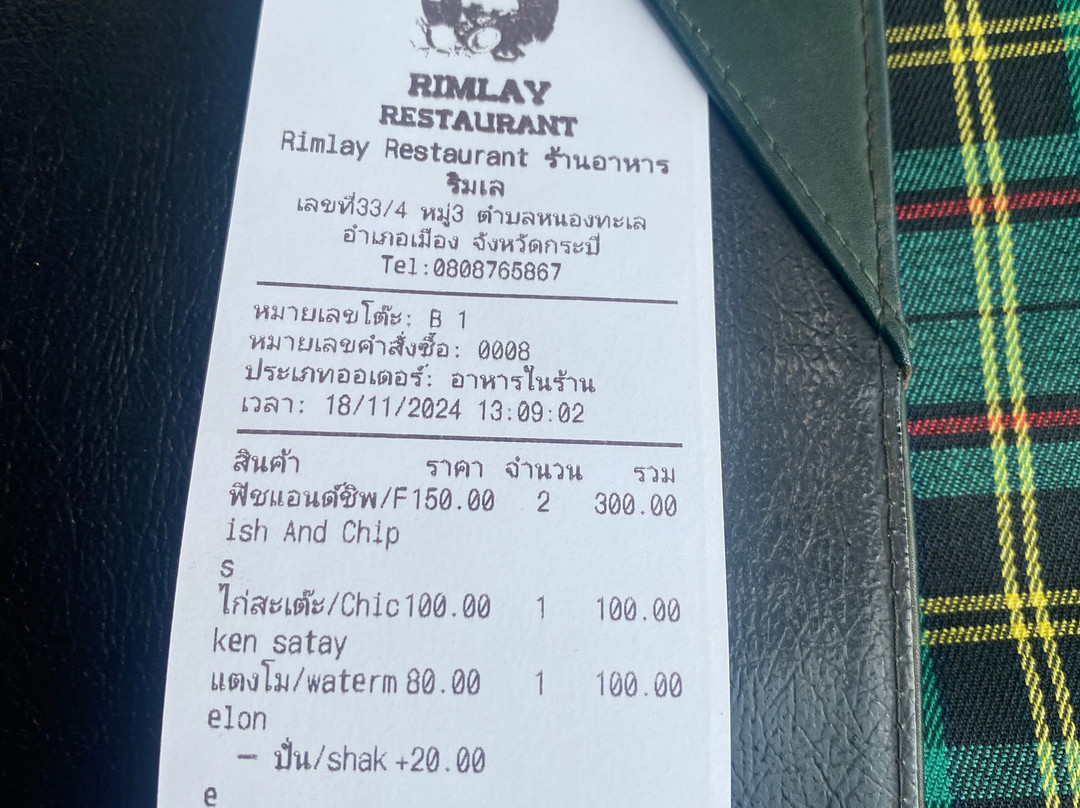 RIMLAY
RESTAURANT
Rimlay Restaurant ร้านอาหาร
ริมเล
เลขที่33/4 หมู่3 ตำบลหนองทะเล
อำเภอเมือง จังหวัดกระบี่
Tel:0808765867
หมายเลขโต๊ะ: B 1
หมายเลขคำสั่งซื้อ: 0008
ประเภทออเดอร์: อาหารในร้าน
เวลา: 18/11/2024 13:09:02
สินค้า ราคา จำนวน รวม
ฟิชแอนด์ชิพ/F150.00 2 300.00
ish And Chip
s
ไก่สะเต๊ะ/Chic100.00 1 100.00
ken satay
แตงโม/waterm 80.00 1 100.00
elon
- ปั่น/shak +20.00
e